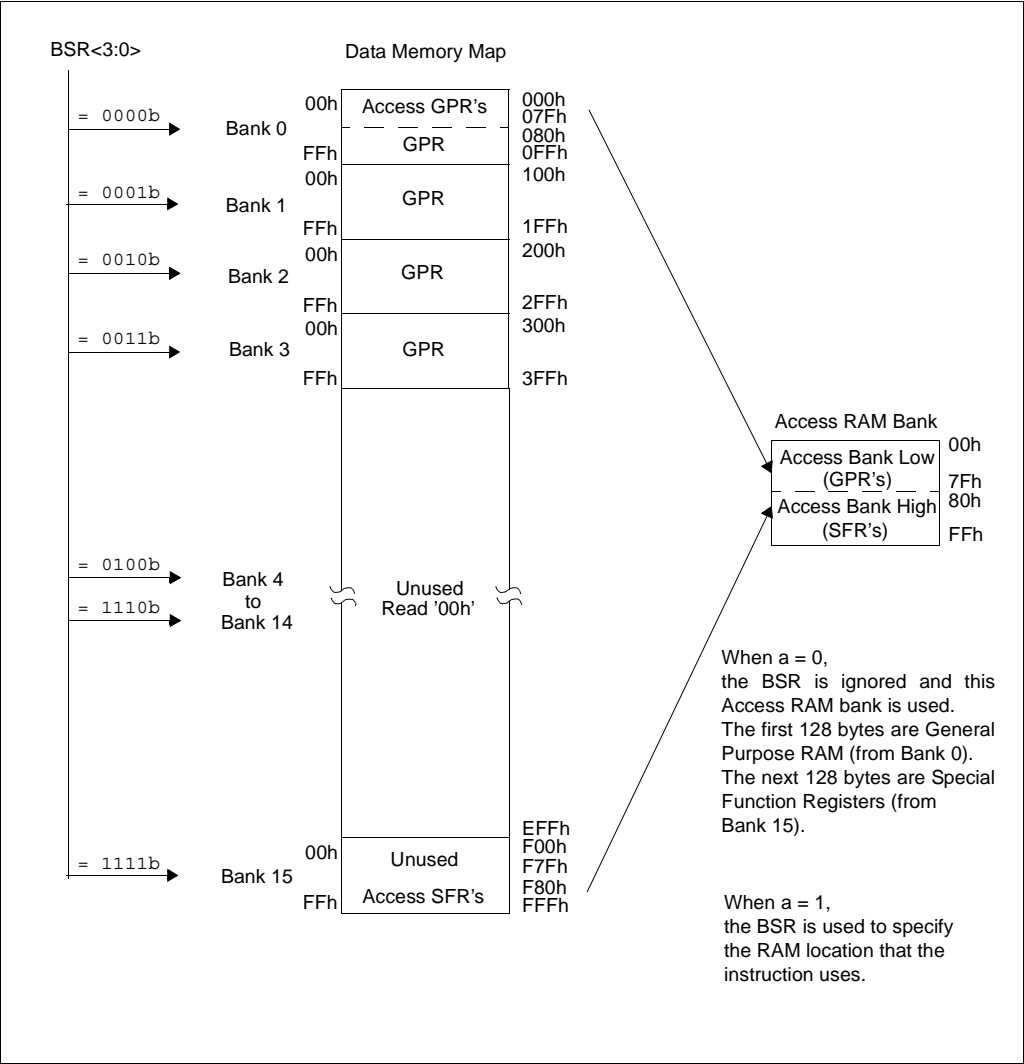 BSR<3:0>
Data Memory Map
= 0000b
Bank 0
00h
Access GPR's
000h
07Fh
080h
FFh
GPR
0FFh
= 0001b
Bank 1
00h
GPR
100h
FFh
1FFh
= 0010b
Bank 2
00h
GPR
200h
FFh
2FFh
= 0011b
Bank 3
00h
GPR
300h
FFh
3FFh
Access RAM Bank
Access Bank Low
(GPR's)
00h
7Fh
Access Bank High
(SFR's)
80h
FFh
= 0100b
= 1110b
Bank 4
to
Bank 14
Unused
Read '00h'
When a = 0,
the BSR is ignored and this
Access RAM bank is used.
The first 128 bytes are General
Purpose RAM (from Bank 0).
The next 128 bytes are Special
Function Registers (from
Bank 15).
EFFh
= 1111b
Bank 15
00h
Unused
F00h
F7Fh
FFh
Access SFR's
F80h
FFFh
When a = 1,
the BSR is used to specify
the RAM location that the
instruction uses.